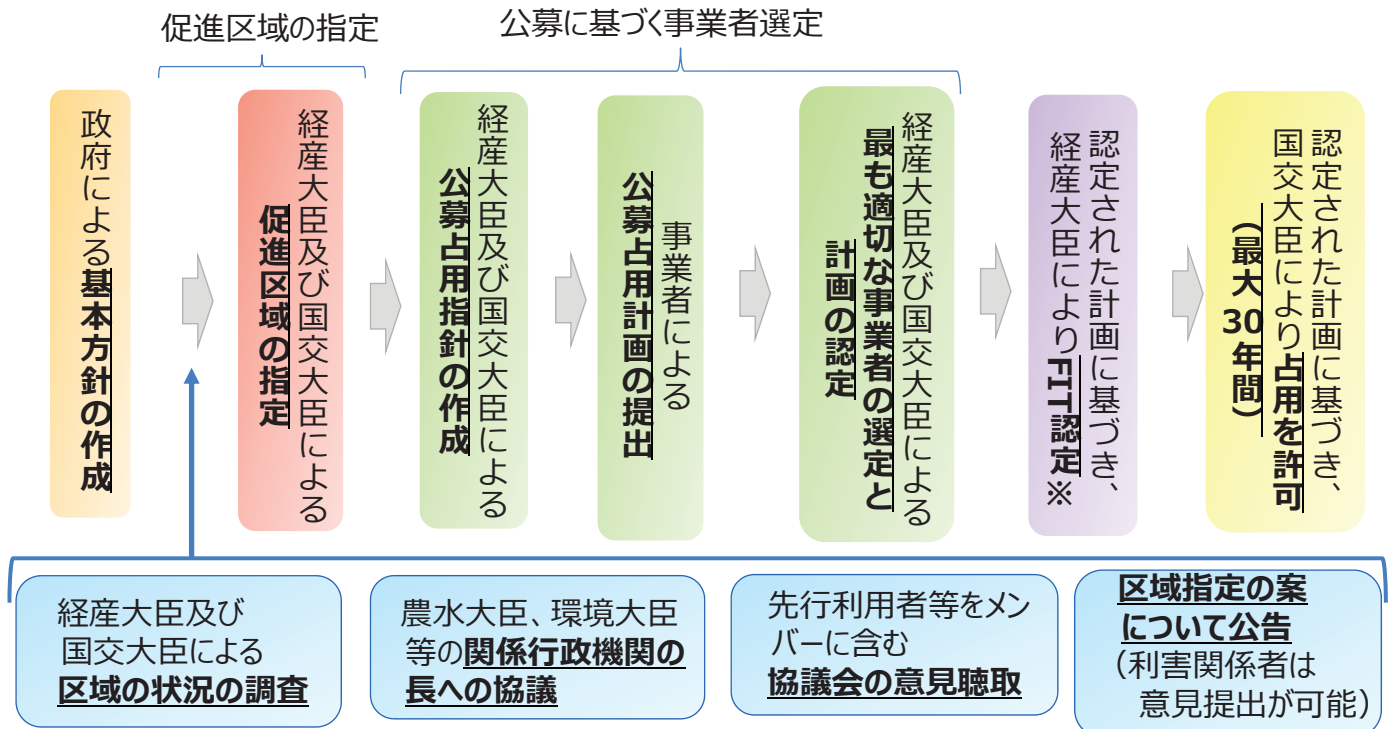 促進区域の指定
公募に基づく事業者選定
政府による基本方針の作成
経産大臣及び国交大臣による
促進区域の指定
経産大臣及び国交大臣による
公募占用指針の作成
事業者による
公募占用計画の提出
経産大臣及び国交大臣による
最も適切な事業者の選定と
計画の認定
認定された計画に基づき、
経産大臣によりFIT認定※
認定された計画に基づき、
国交大臣により占用を許可
(最大30年間)
経産大臣及び
国交大臣による
区域の状況の調査
農水大臣、環境大臣
等の関係行政機関の
長への協議
先行利用者等をメン
バーに含む
協議会の意見聴取
区域指定の案
について公告
(利害関係者は
意見提出が可能)